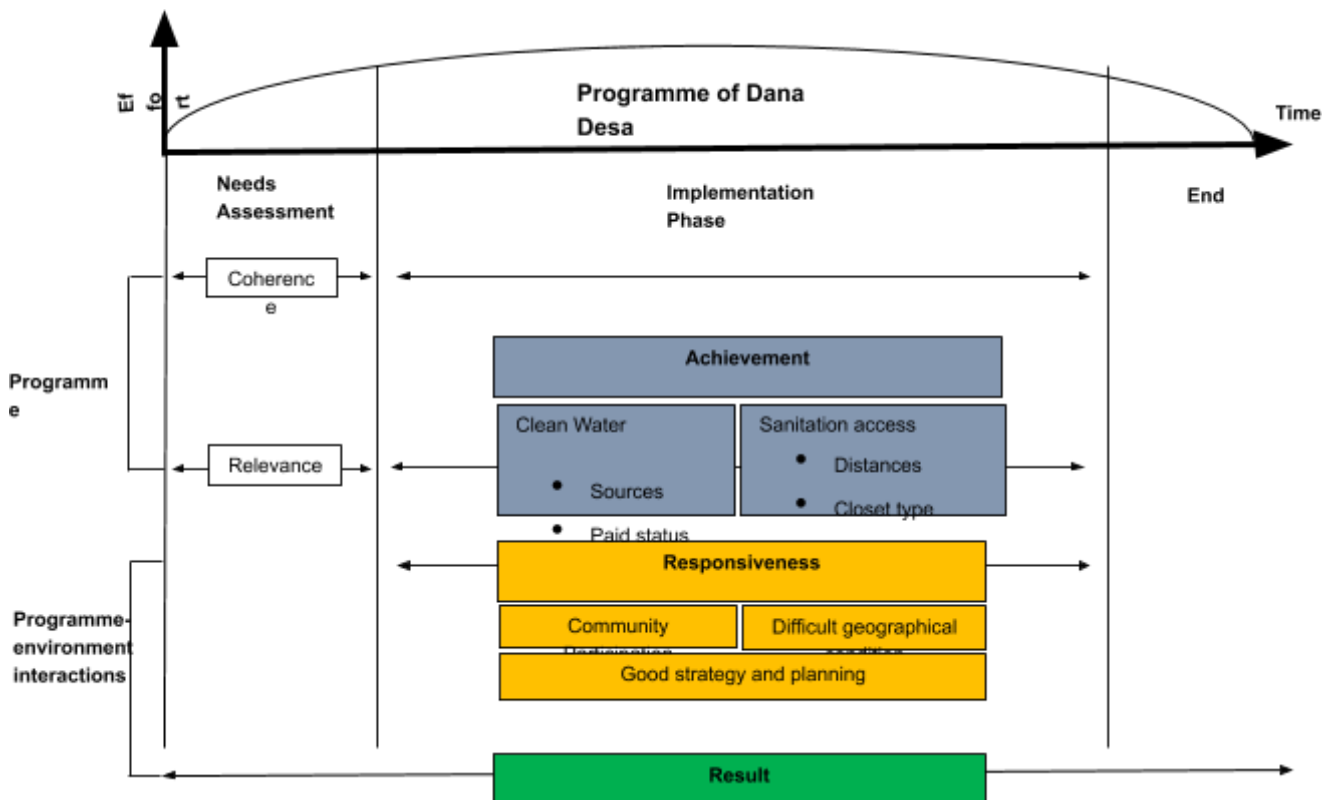 Ef
fo
rt
Programme of Dana
Desa
Time
Needs
Assessment
Implementation
Phase
End
Coherenc
e
Achievement
Programm
e
Clean Water
Sanitation access
• Distances
Relevance
• Sources
• Closet type
• Paid status
Responsiveness
Programme-
environment
interactions
Community
Participation
Difficult geographical
condition
Good strategy and planning
Result